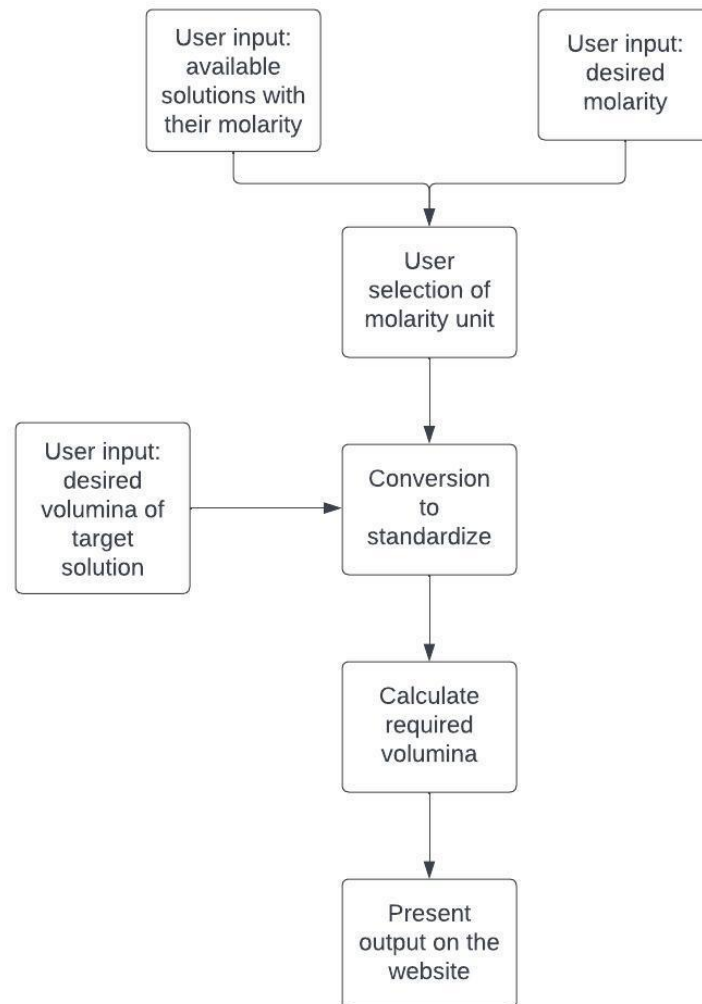 User input:
available
solutions with
their molarity
User input:
desired
molarity
User
selection of
molarity unit
User input:
desired
volumina of
target
solution
Conversion
to
standardize
Calculate
required
volumina
Present
output on the
website